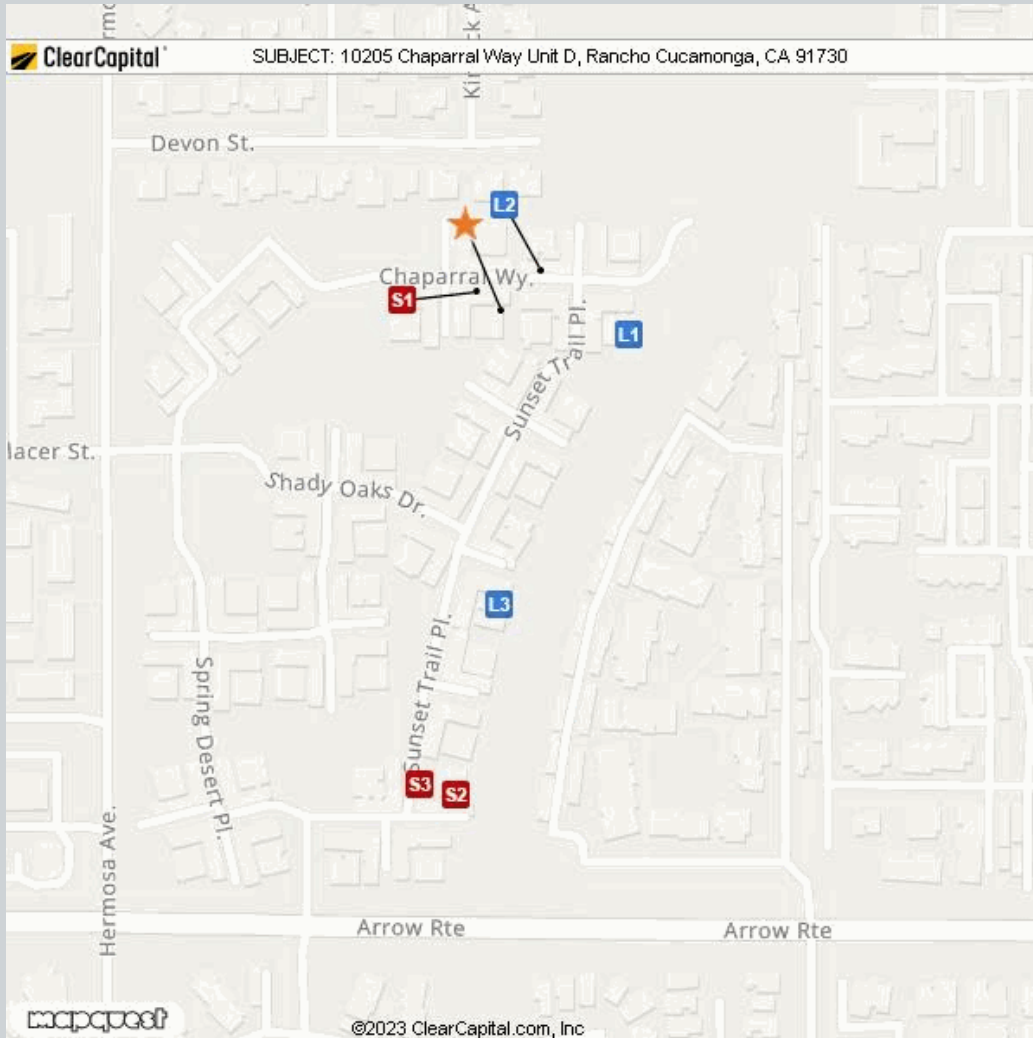 ClearCapital
SUBJECT: 10205 Chaparral Way Unit D, Rancho Cucamonga, CA 91730
Devon St.
L2
Chaparral Wy.
S1
L1
Sunset Trail Pl.
Shady Oaks Dr.
L3
Sunset Trail Pl.
Spring Desert Pl.
S3
S2
Hermosa Ave.
Arrow Rte
Arrow Rte
mapquest
©2023 ClearCapital.com, Inc